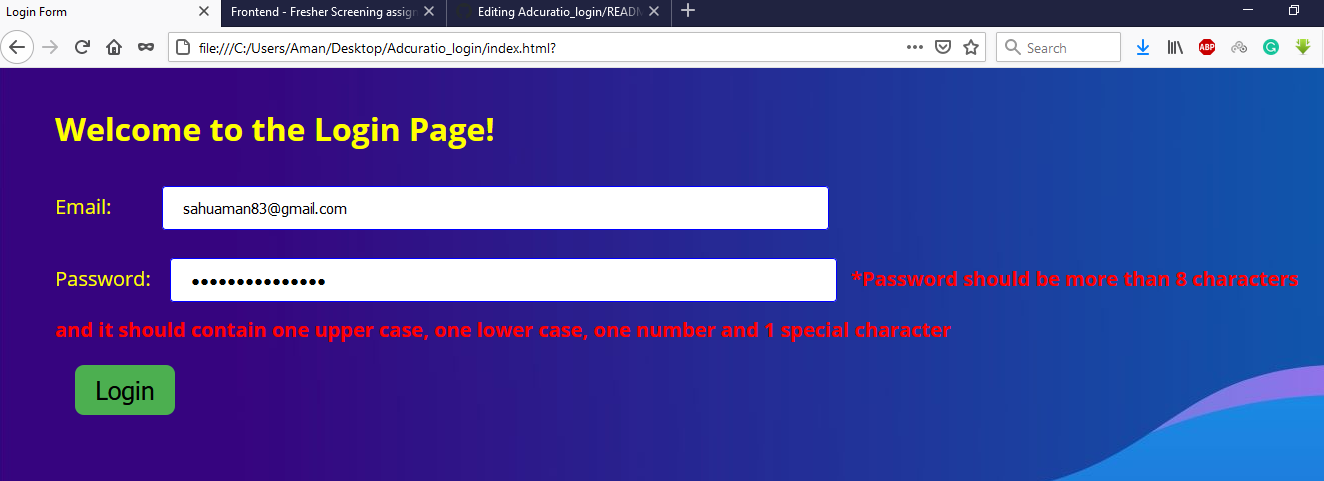 Login Form
Frontend - Fresher Screening assign
Editing Adcuratio_login/READM
file:///C:/Users/Aman/Desktop/Adcuratio_login/index.html?
Search
ABP
Welcome to the Login Page!
Email:
sahuaman83@gmail.com
Password:
•••••••••••••••
*Password should be more than 8 characters
and it should contain one upper case, one lower case, one number and 1 special character
Login